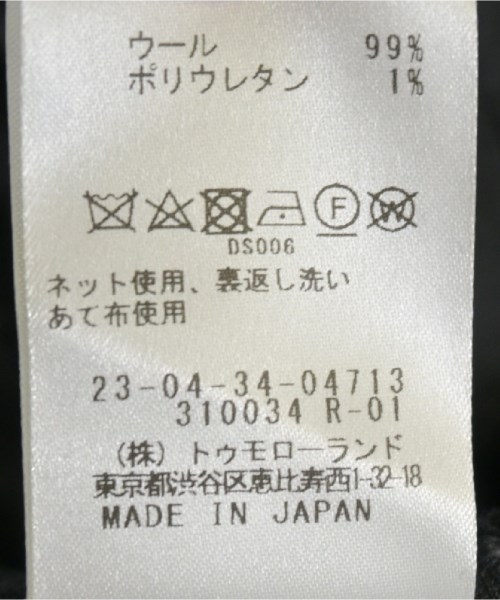 ウール 99%
ポリウレタン 1%
F W
DS006
ネット使用、裏返し洗い
あて布使用
23-04-34-04713
310034 R-01
(株) トゥモローランド
東京都渋谷区恵比寿西1-32-18
MADE IN JAPAN